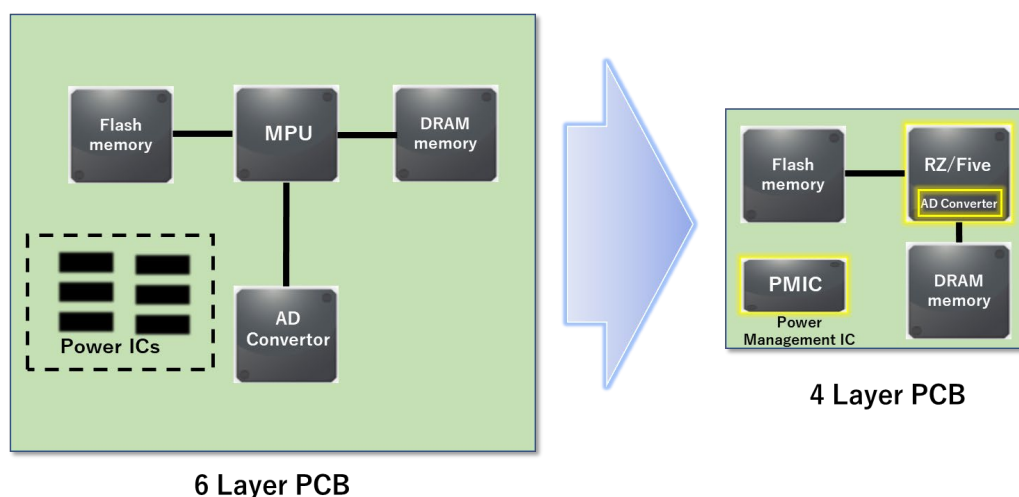 Flash
memory
MPU
DRAM
memory
Power ICs
AD
Convertor
6 Layer PCB
Flash
memory
RZ/Five
AD Converter
PMIC
Power
Management IC
DRAM
memory
4 Layer PCB